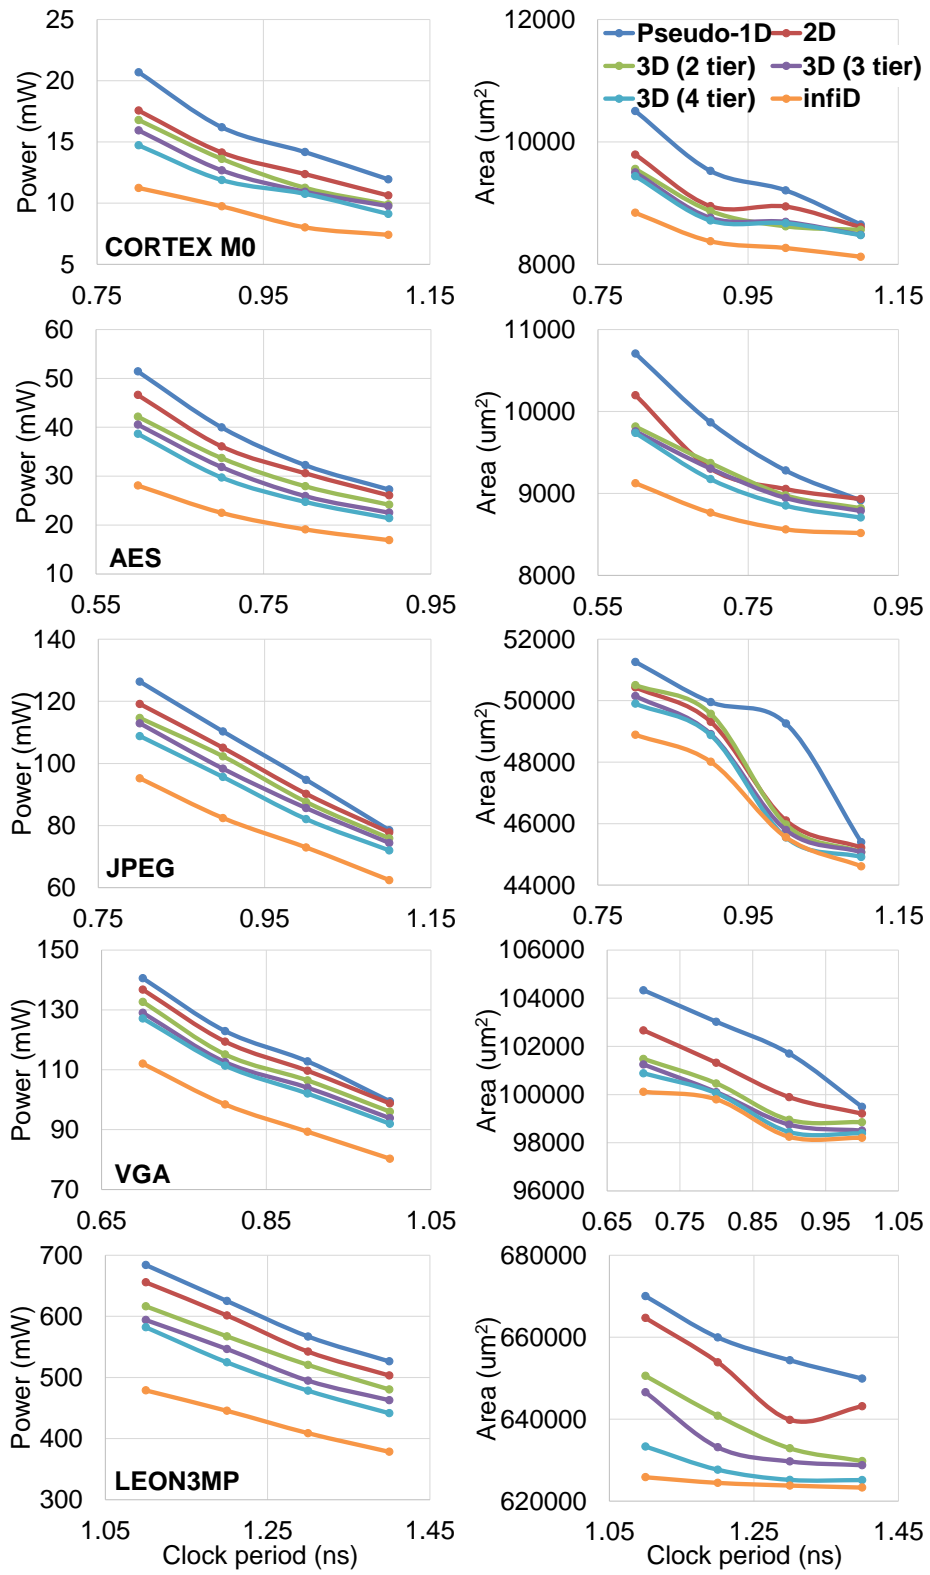 Power (mW)
25
20
15
10
5
CORTEX M0
0.75 0.95 1.15
Area (um2)
12000
10000
8000
Pseudo-1D 2D
3D (2 tier) 3D (3 tier)
3D (4 tier) infiD
0.75 0.95 1.15
Power (mW)
60
50
40
30
20
10
AES
0.55 0.75 0.95
Area (um2)
11000
10000
9000
8000
0.55 0.75 0.95
Power (mW)
140
120
100
80
60
JPEG
0.75 0.95 1.15
Area (um2)
52000
50000
48000
46000
44000
0.75 0.95 1.15
Power (mW)
150
130
110
90
70
VGA
0.65 0.85 1.05
Area (um2)
106000
104000
102000
100000
98000
96000
0.65 0.75 0.85 0.95 1.05
Power (mW)
700
600
500
400
300
LEON3MP
1.05 1.25 1.45
Clock period (ns)
Area (um2)
680000
660000
640000
620000
1.05 1.25 1.45
Clock period (ns)